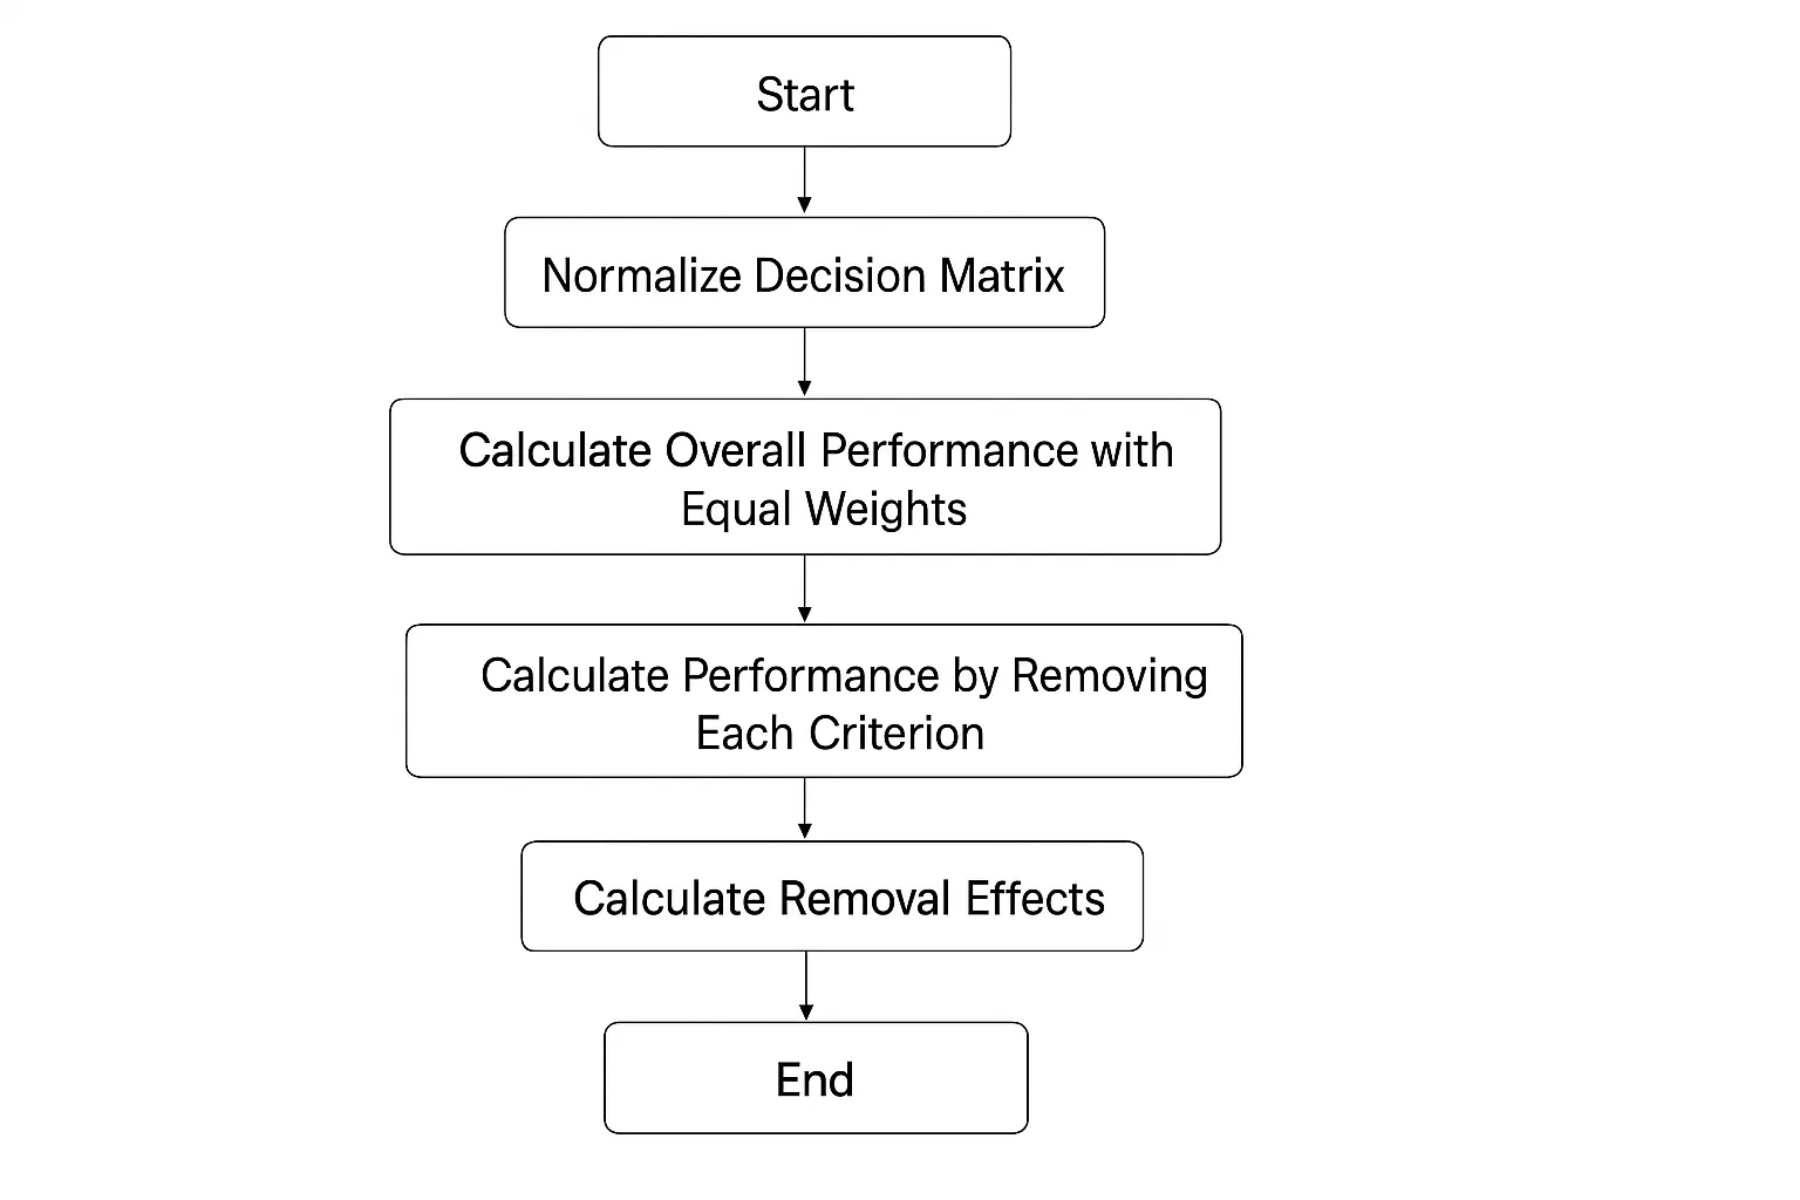 Start
Normalize Decision Matrix
Calculate Overall Performance with
Equal Weights
Calculate Performance by Removing
Each Criterion
Calculate Removal Effects
End